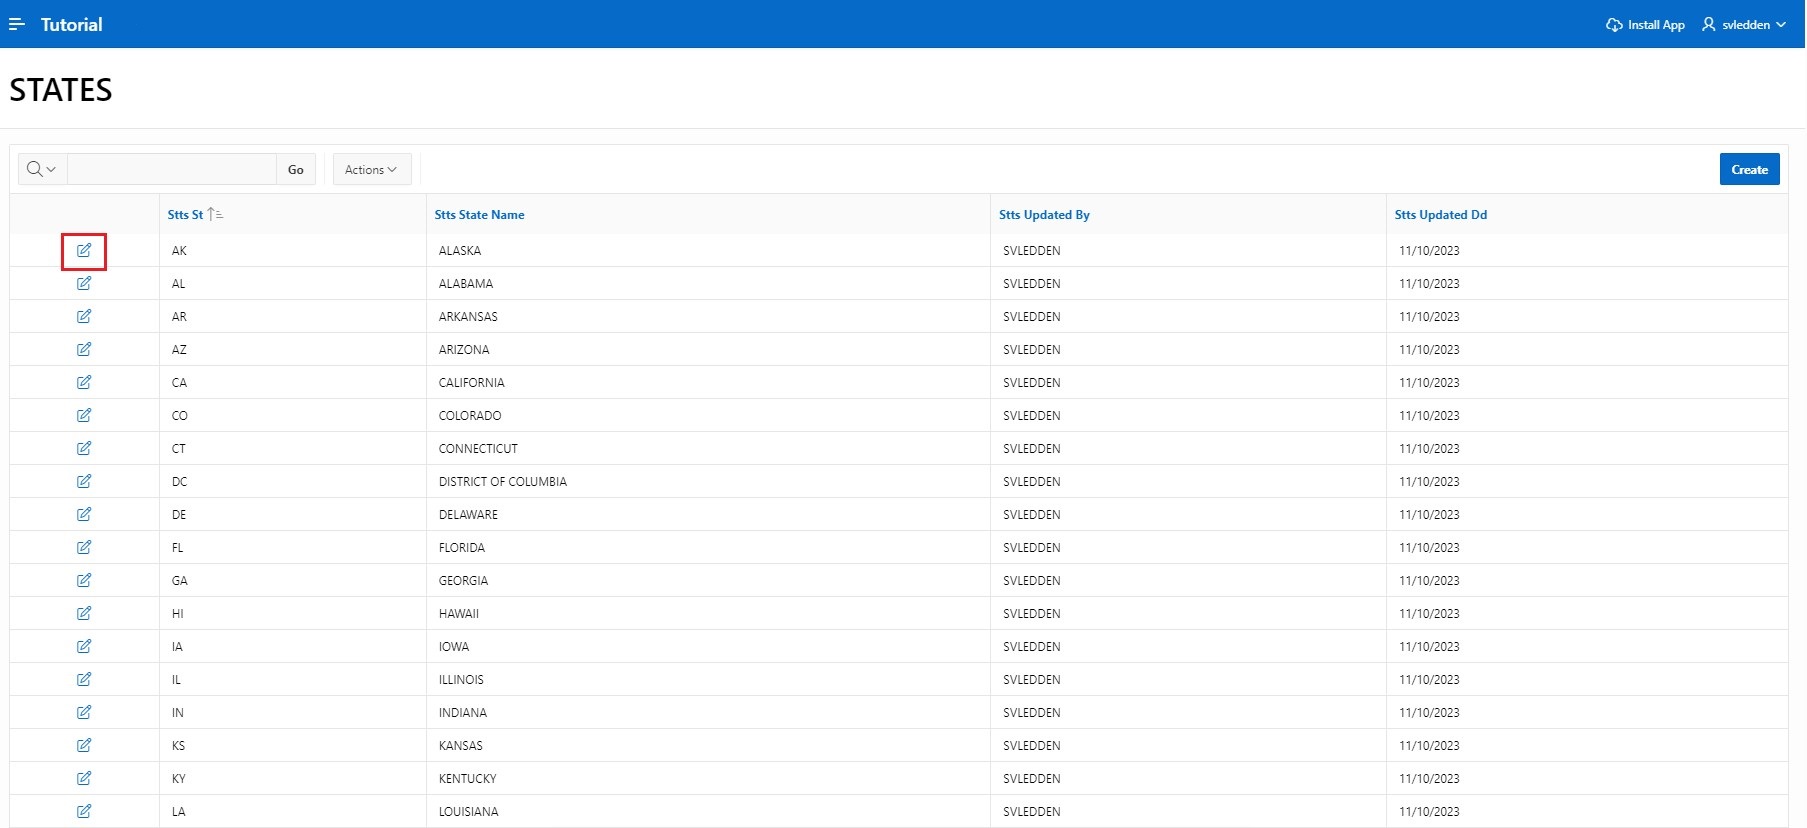 Tutorial Install App svledden
STATES
Go Actions Create
Stts St Stts State Name Stts Updated By Stts Updated Dd
AK ALASKA SVLEDDEN 11/10/2023
AL ALABAMA SVLEDDEN 11/10/2023
AR ARKANSAS SVLEDDEN 11/10/2023
AZ ARIZONA SVLEDDEN 11/10/2023
CA CALIFORNIA SVLEDDEN 11/10/2023
CO COLORADO SVLEDDEN 11/10/2023
CT CONNECTICUT SVLEDDEN 11/10/2023
DC DISTRICT OF COLUMBIA SVLEDDEN 11/10/2023
DE DELAWARE SVLEDDEN 11/10/2023
FL FLORIDA SVLEDDEN 11/10/2023
GA GEORGIA SVLEDDEN 11/10/2023
HI HAWAII SVLEDDEN 11/10/2023
IA IOWA SVLEDDEN 11/10/2023
IL ILLINOIS SVLEDDEN 11/10/2023
IN INDIANA SVLEDDEN 11/10/2023
KS KANSAS SVLEDDEN 11/10/2023
KY KENTUCKY SVLEDDEN 11/10/2023
LA LOUISIANA SVLEDDEN 11/10/2023